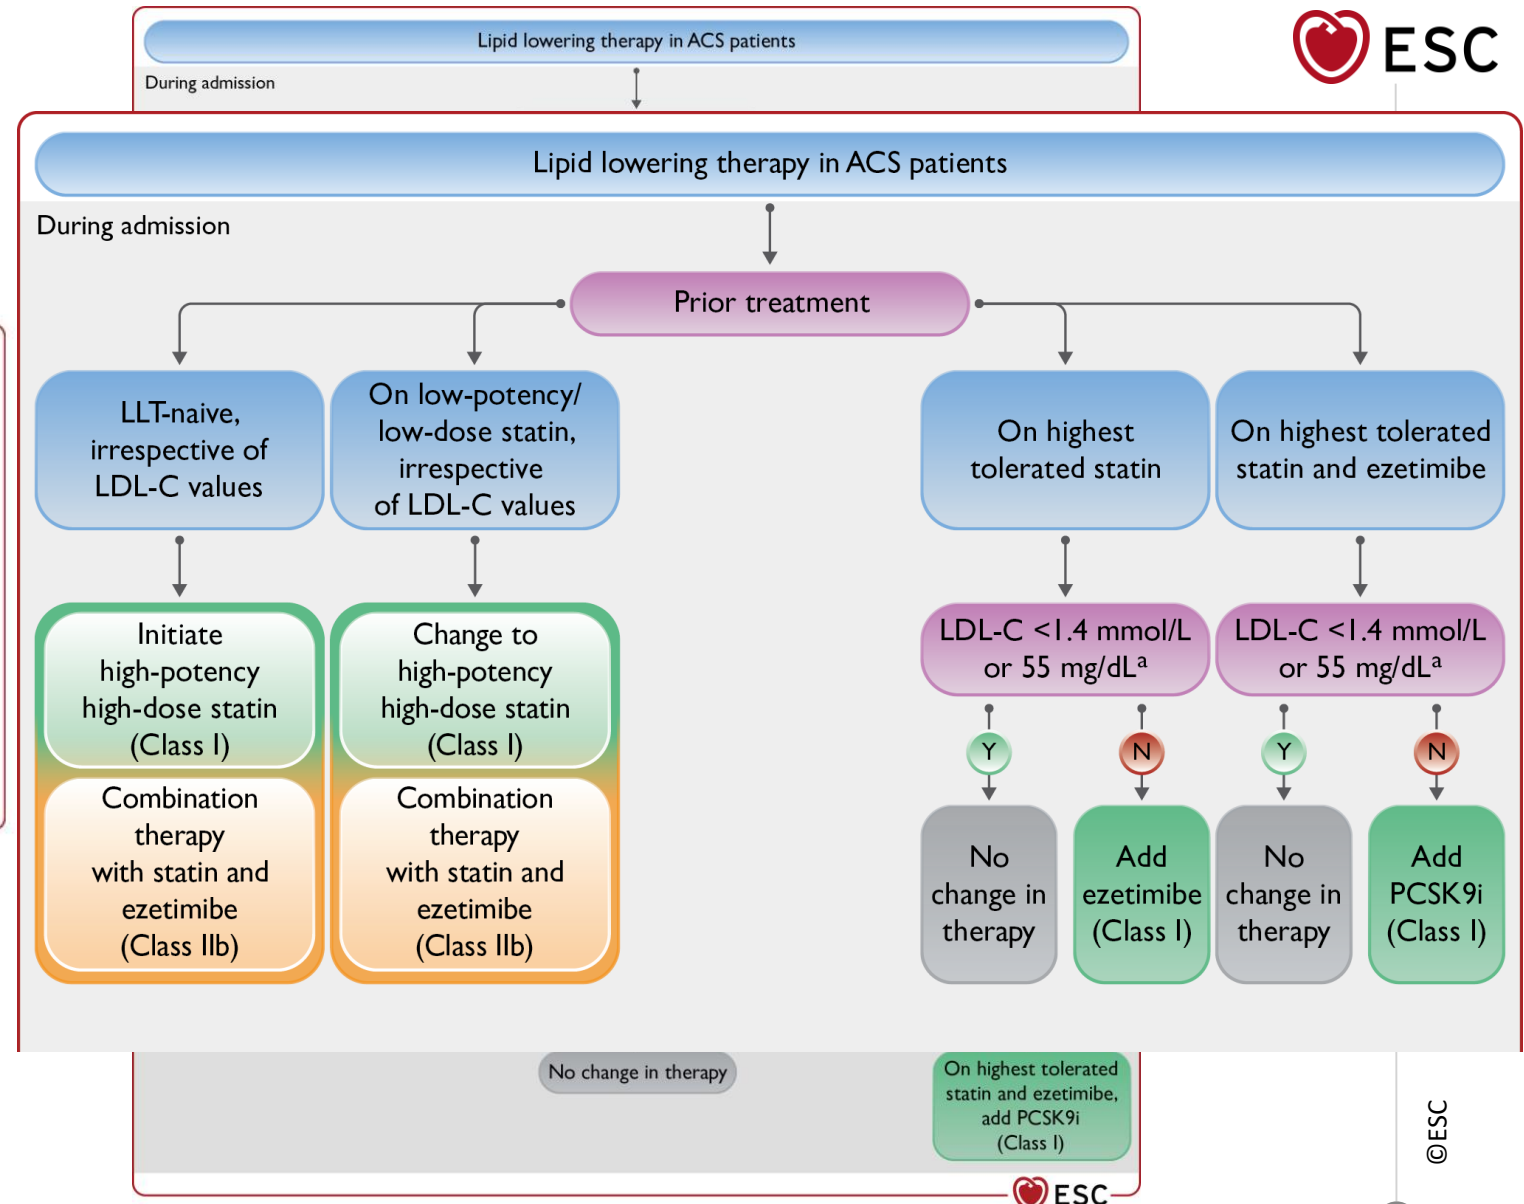 Lipid lowering therapy in ACS patients
During admission
ESC
Lipid lowering therapy in ACS patients
During admission
Prior treatment
LLT-naive,
irrespective of
LDL-C values
On low-potency/
low-dose statin,
irrespective
of LDL-C values
On highest
tolerated statin
On highest tolerated
statin and ezetimibe
Initiate
high-potency
high-dose statin
(Class I)
Change to
high-potency
high-dose statin
(Class I)
LDL-C <1.4 mmol/L
or 55 mg/dLª
LDL-C <1.4 mmol/L
or 55 mg/dLª
Y
N
Y
N
Combination
therapy
with statin and
ezetimibe
(Class IIb)
Combination
therapy
with statin and
ezetimibe
(Class IIb)
No
change in
therapy
Add
ezetimibe
(Class I)
No
change in
therapy
Add
PCSK9i
(Class I)
No change in therapy
On highest tolerated
statin and ezetimibe,
add PCSK9i
(Class I)
©ESC
ESC